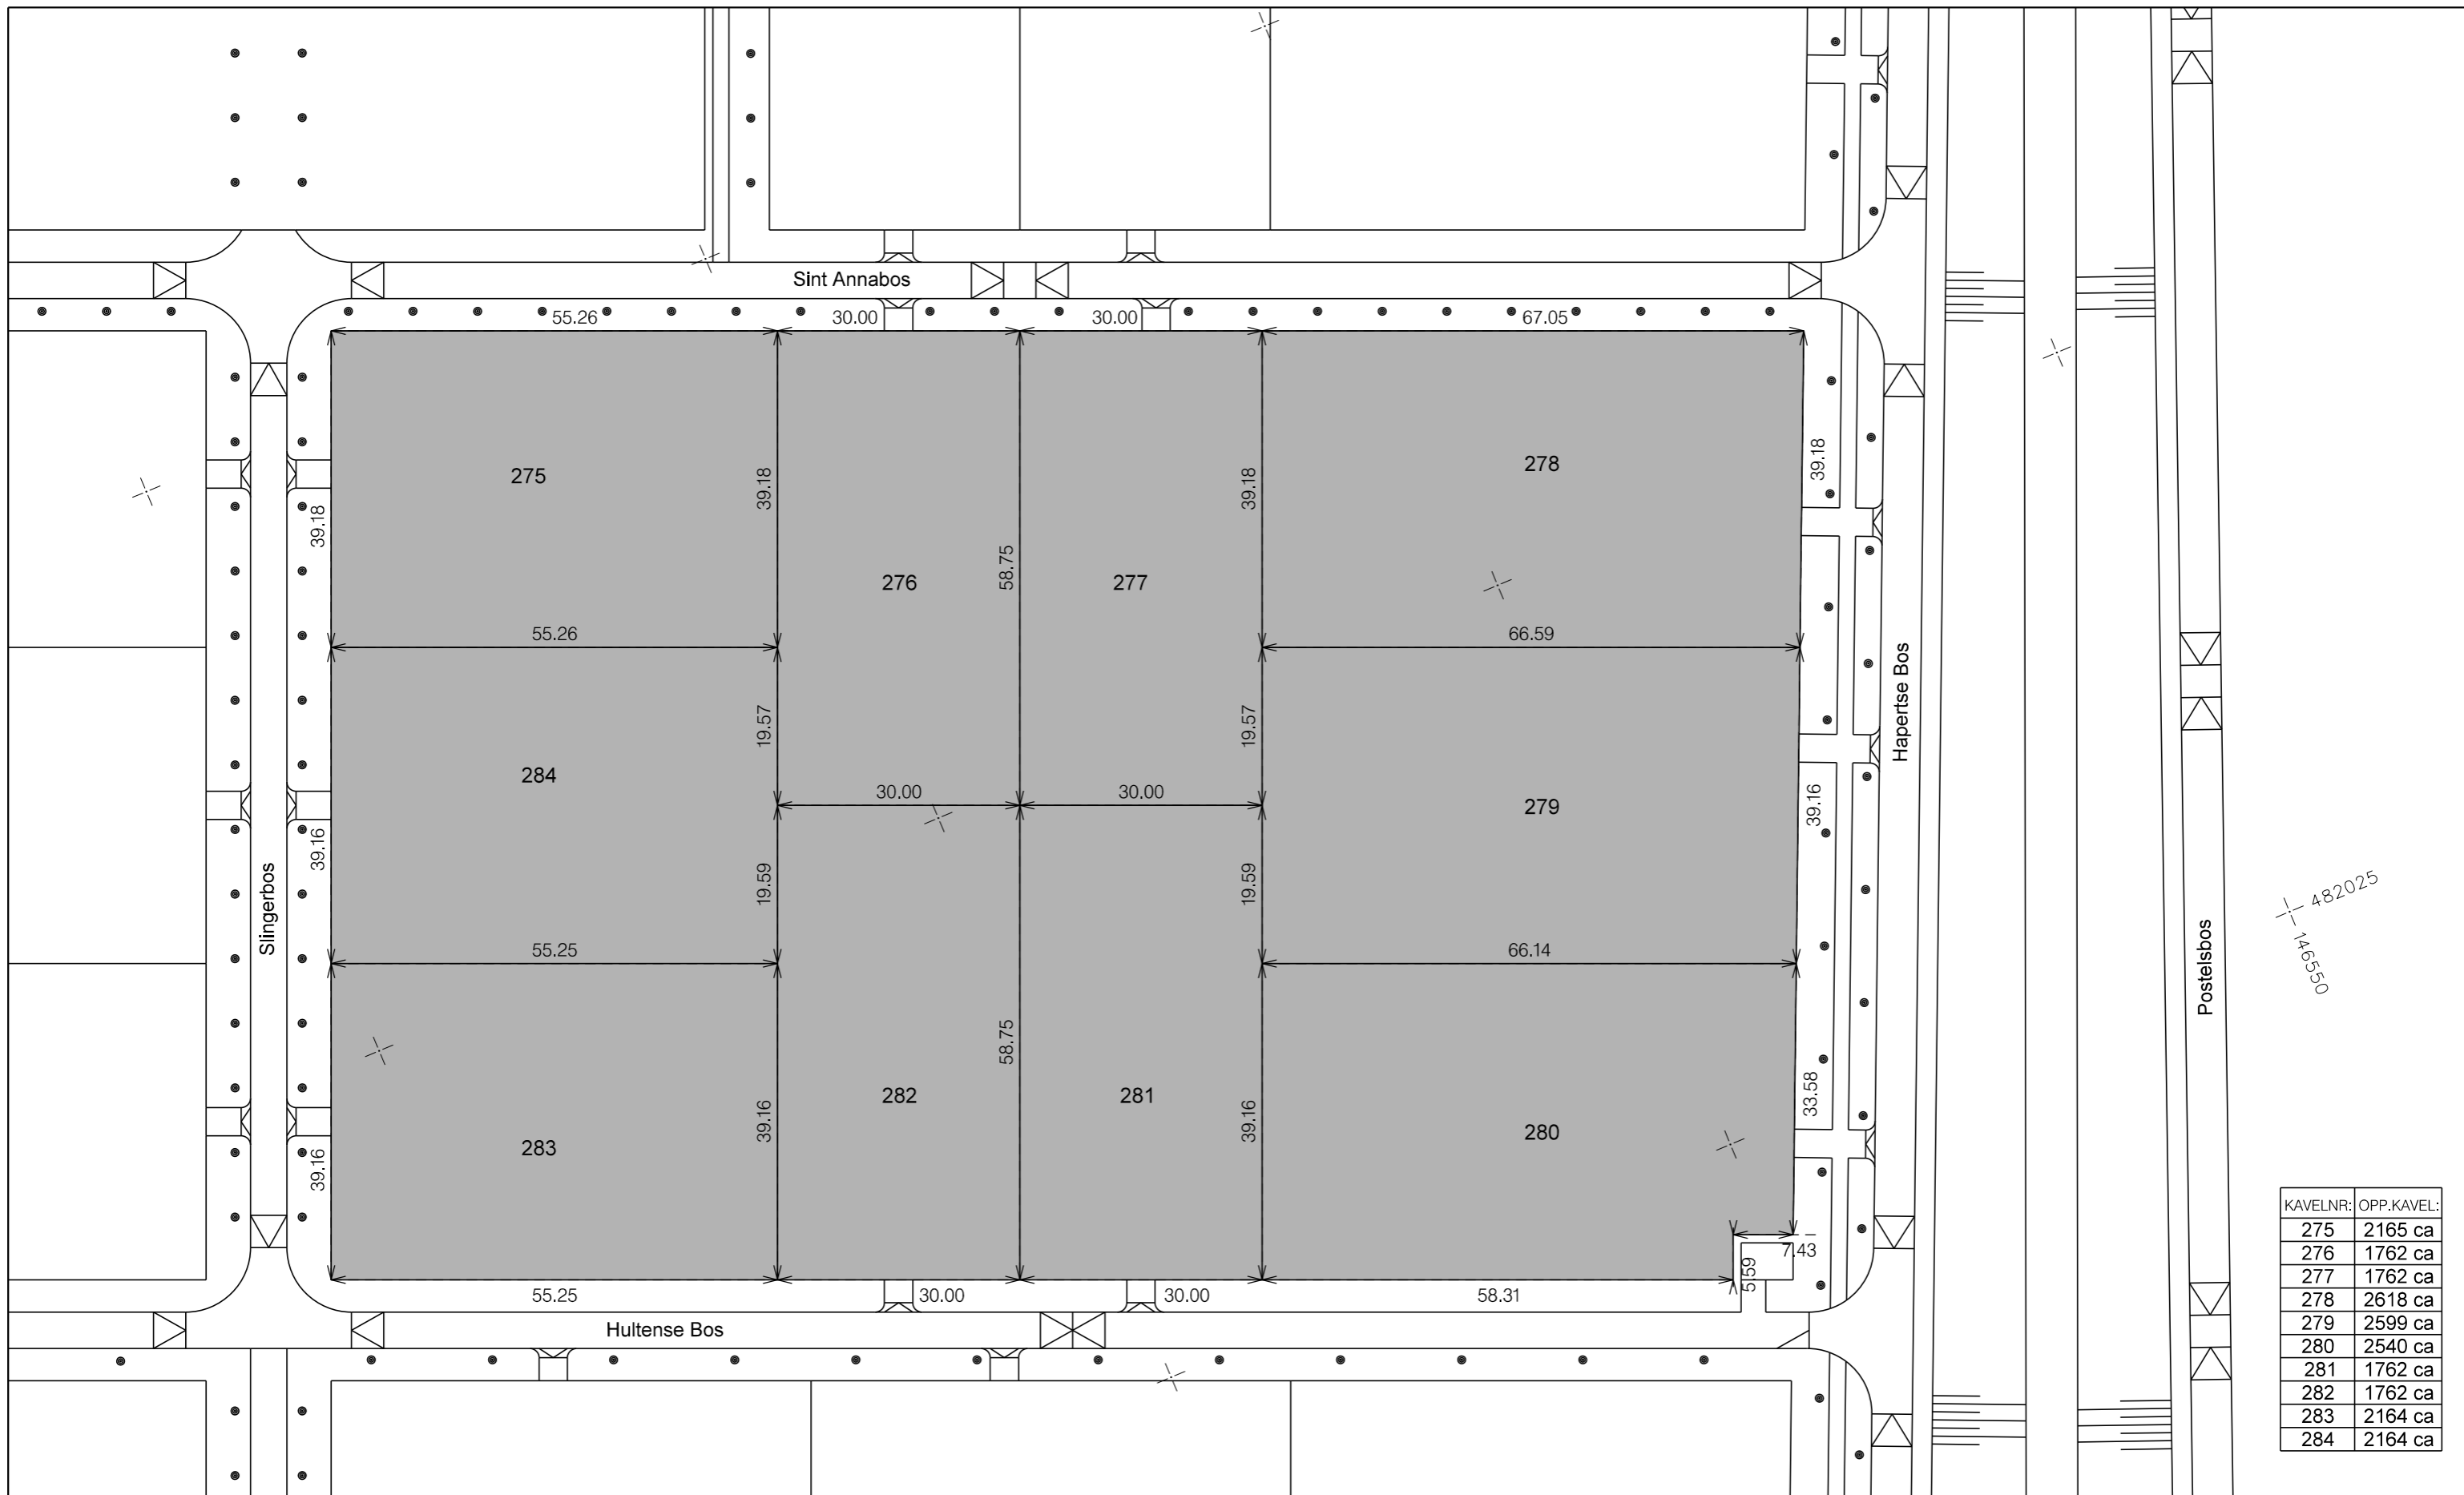 Sint Annabos
55.26
30.00
30.00
67.05
275
39.18
39.18
276
58.75
277
39.18
278
39.18
55.26
66.59
284
39.16
19.57
19.57
279
39.16
Hapertse Bos
30.00
30.00
Slingerbos
19.59
19.59
55.25
66.14
482025
146550
Postelsbos
283
39.16
39.16
282
58.75
281
39.16
280
33.58
7.43
5.59
55.25
30.00
30.00
58.31
Hultense Bos
KAVELNR: OPP.KAVEL:
275 2165 ca
276 1762 ca
277 1762 ca
278 2618 ca
279 2599 ca
280 2540 ca
281 1762 ca
282 1762 ca
283 2164 ca
284 2164 ca